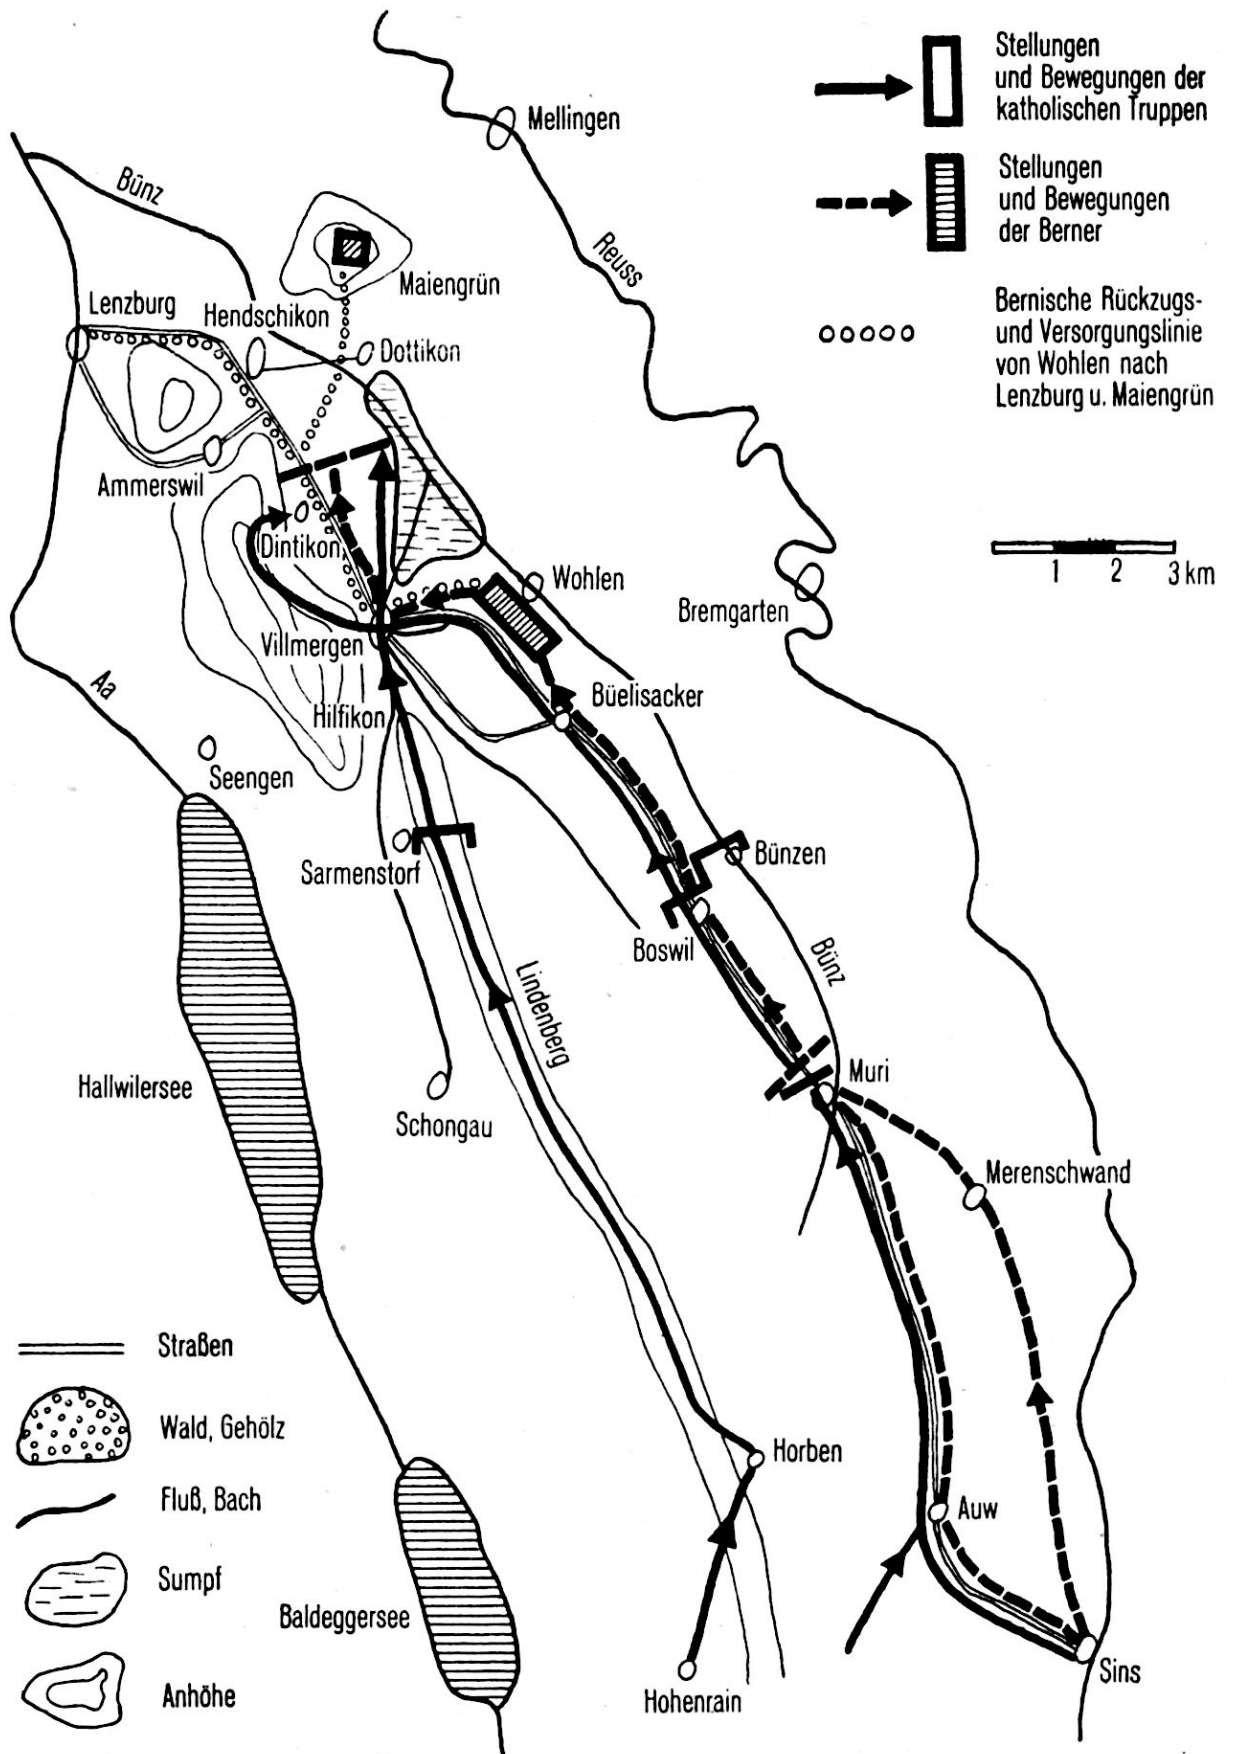 Stellungen
und Bewegungen der
katholischen Truppen
Stellungen
und Bewegungen
der Berner
Bernische Rückzugs-
und Versorgungslinie
von Wohlen nach
Lenzburg u. Maiengrün
1 2 3 km
Mellingen
Bünz
Reuss
Maiengrün
Lenzburg
Hendschikon
Dottikon
Ammerswil
Dintikon
Wohlen
Bremgarten
Villmergen
Büelisacker
Aa
Hilfikon
Seengen
Sarmenstorf
Bünzen
Boswil
Bünz
Lindenberg
Hallwilersee
Muri
Schongau
Merenschwand
Straßen
Wald, Gehölz
Fluß, Bach
Sumpf
Anhöhe
Horben
Auw
Baldeggersee
Hohenrain
Sins